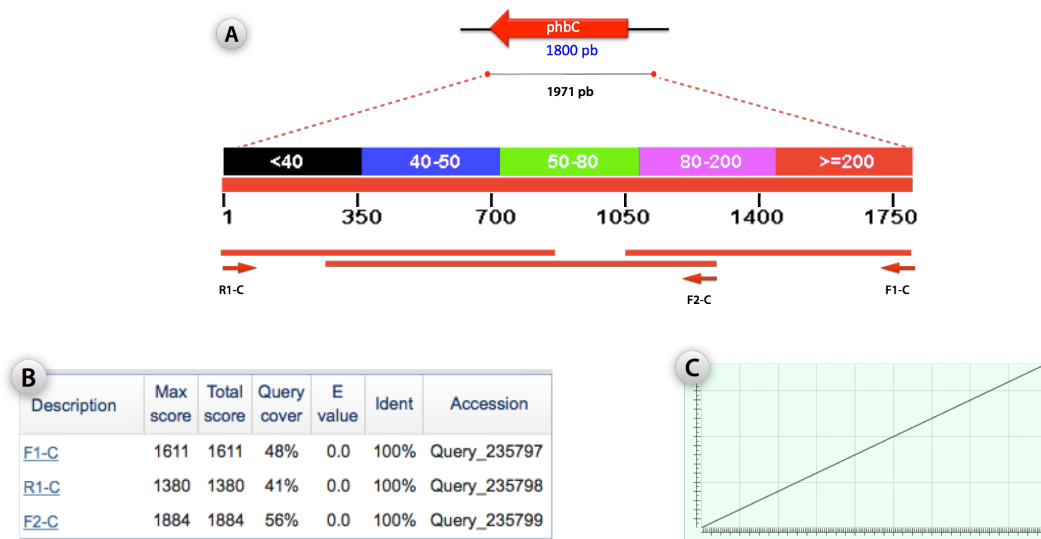 A
phbC
1800 pb
1971 pb
<40 40-50 50-80 80-200 >=200
1 350 700 1050 1400 1750
R1-C F2-C F1-C
B
Description Max score Total score Query cover E value Ident Accession
F1-C 1611 1611 48% 0.0 100% Query_235797
R1-C 1380 1380 41% 0.0 100% Query_235798
F2-C 1884 1884 56% 0.0 100% Query_235799
C